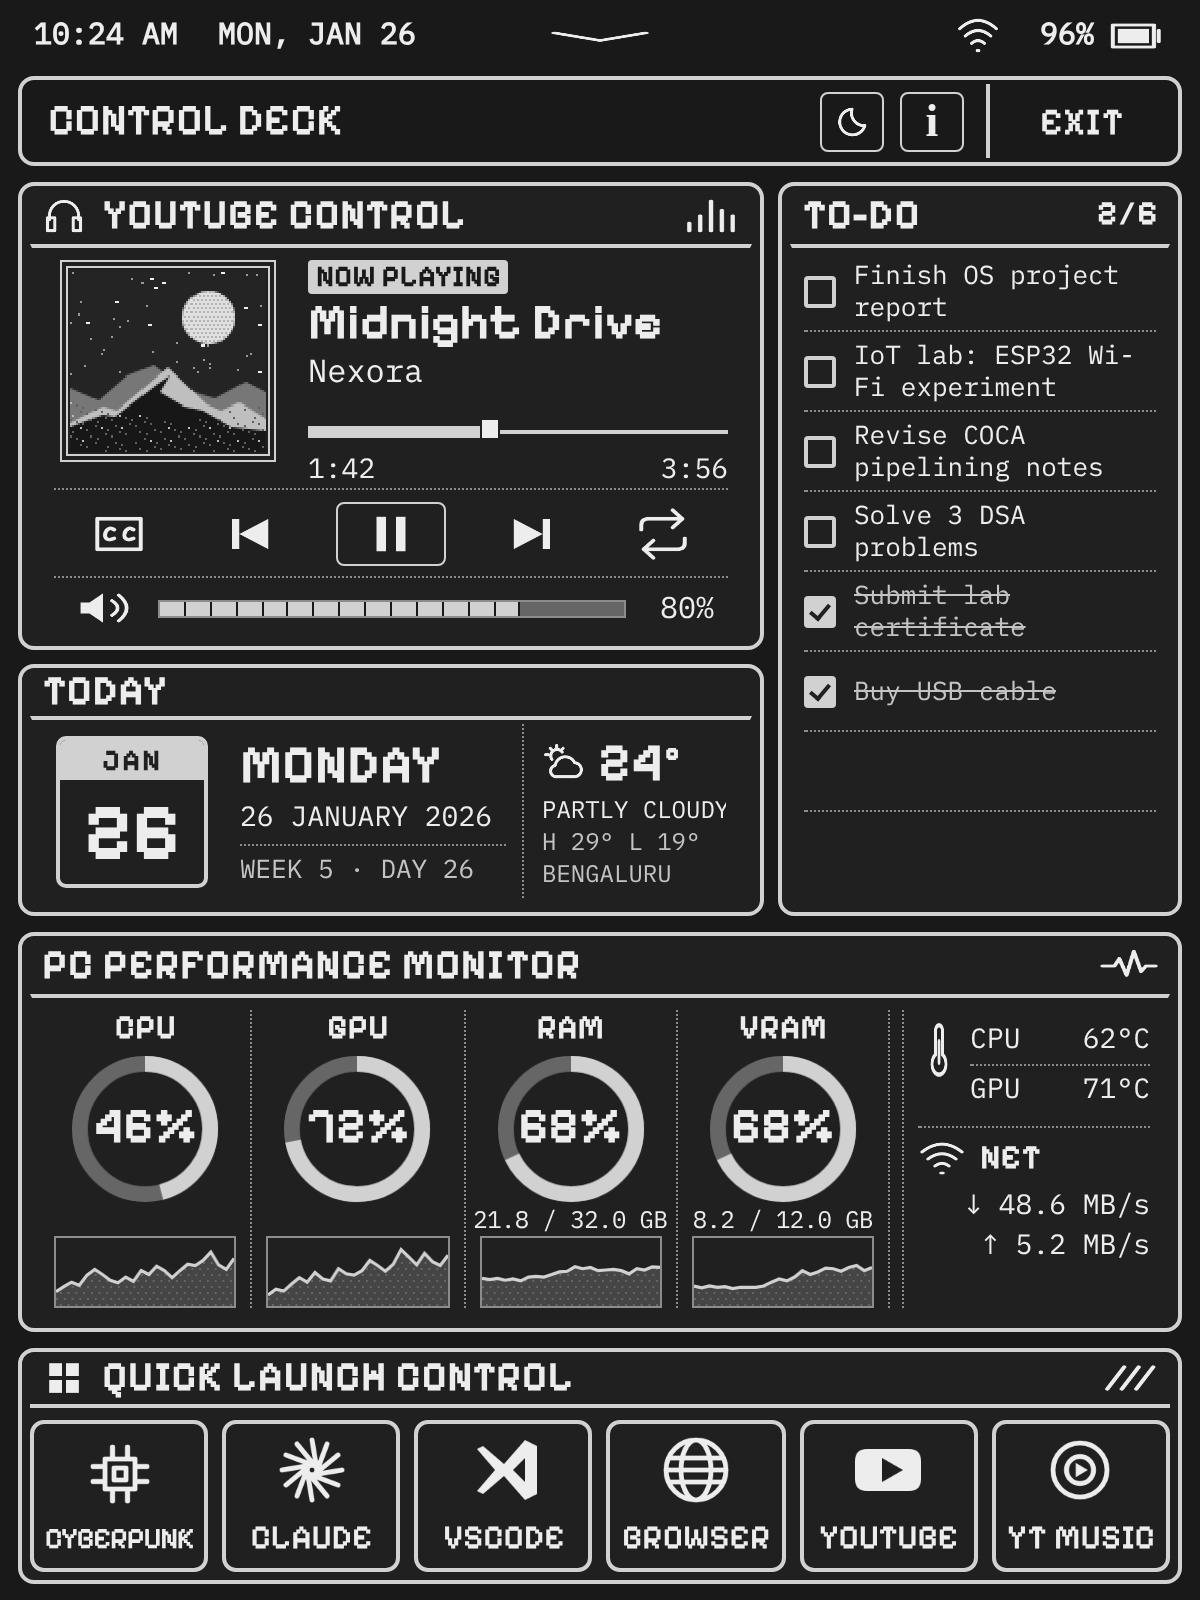 10:24 AM MON, JAN 26 96%
CONTROL DECK i EXIT
YOUTUBE CONTROL
NOW PLAYING
Midnight Drive
Nexora
1:42 3:56
CC
80%
TO-DO 2/6
Finish OS project
report
IoT lab: ESP32 Wi-
Fi experiment
Revise COCA
pipelining notes
Solve 3 DSA
problems
Submit lab
certificate
Buy USB cable
TODAY
JAN
26
MONDAY
26 JANUARY 2026
WEEK 5 · DAY 26
24°
PARTLY CLOUDY
H 29° L 19°
BENGALURU
PC PERFORMANCE MONITOR
CPU
46%
GPU
72%
RAM
68%
21.8 / 32.0 GB
VRAM
68%
8.2 / 12.0 GB
CPU 62°C
GPU 71°C
NET
↓ 48.6 MB/s
↑ 5.2 MB/s
QUICK LAUNCH CONTROL
CYBERPUNK
CLAUDE
VSCODE
BROWSER
YOUTUBE
YT MUSIC